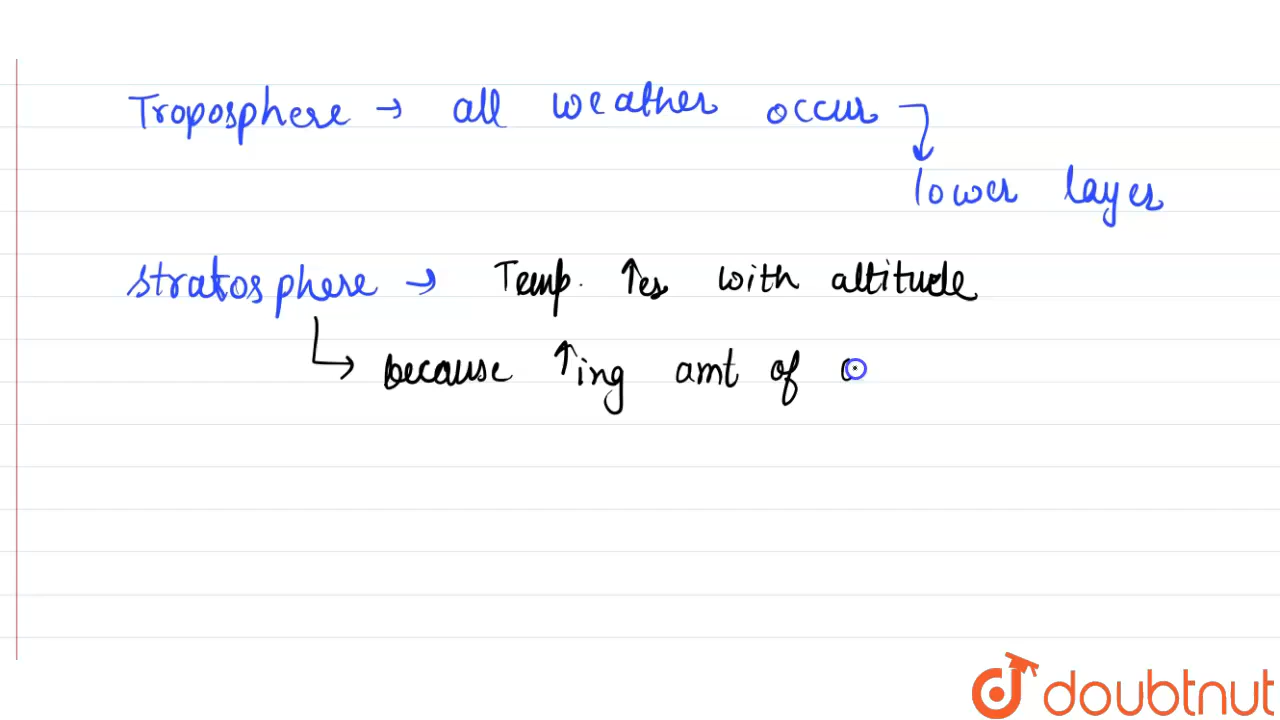 Troposphere → all weather occur
lower layer
stratosphere → Temp. ↑es with altitude
because ↑ing amt of
doubtnut